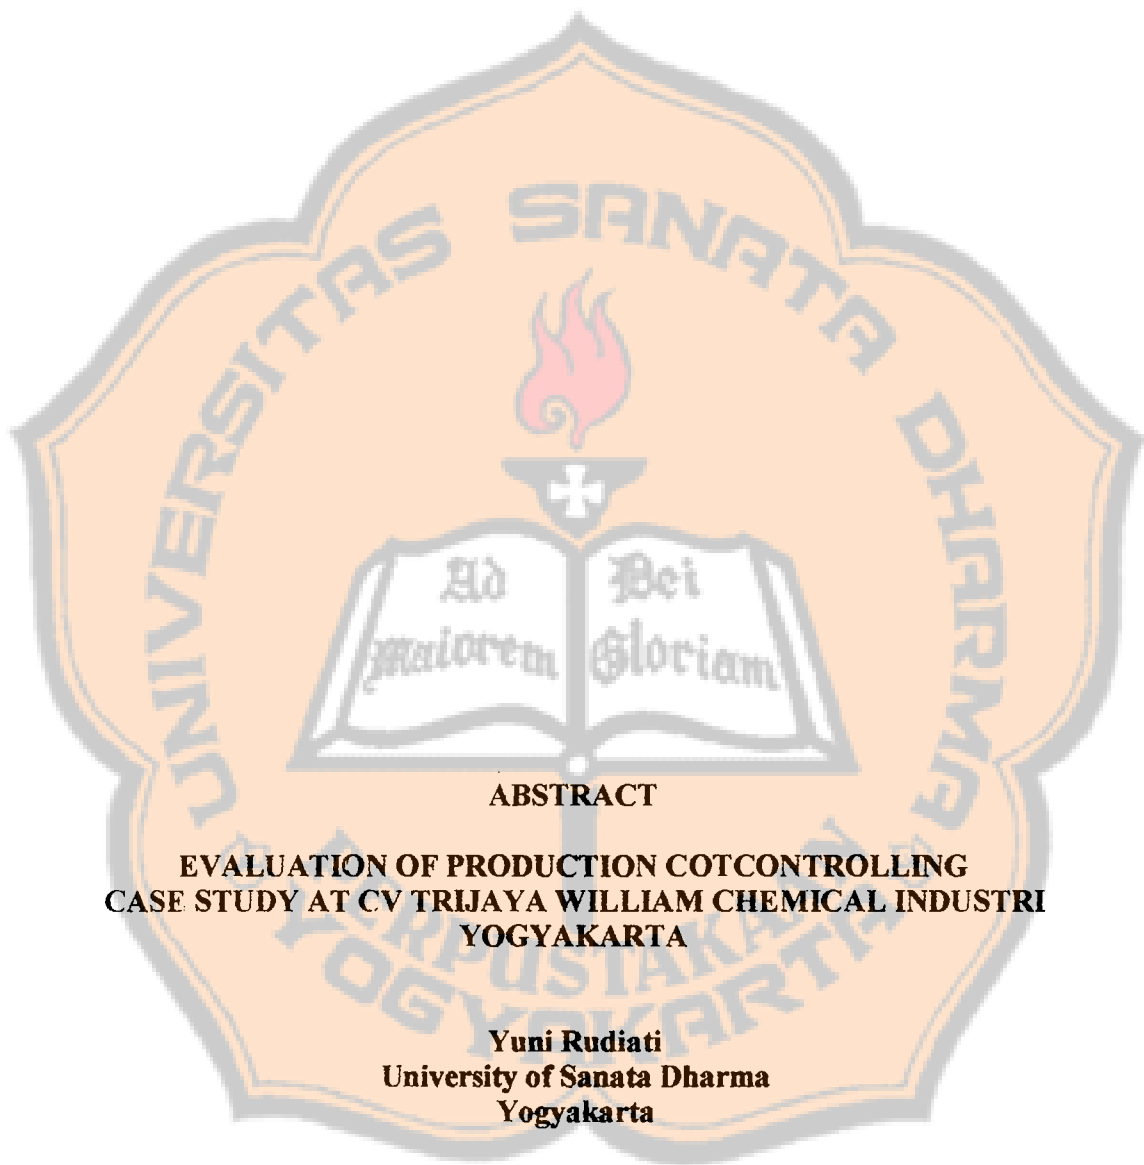 UNIVERSITAS SANATA DHARMA
Ad Dei
Maiorem Gloriam
ABSTRACT
EVALUATION OF PRODUCTION COTCONTROLLING
CASE STUDY AT CV TRIJAYA WILLIAM CHEMICAL INDUSTRI
YOGYAKARTA
PERPUSTAKAAN
YOGYAKARTA
Yuni Rudiati
University of Sanata Dharma
Yogyakarta